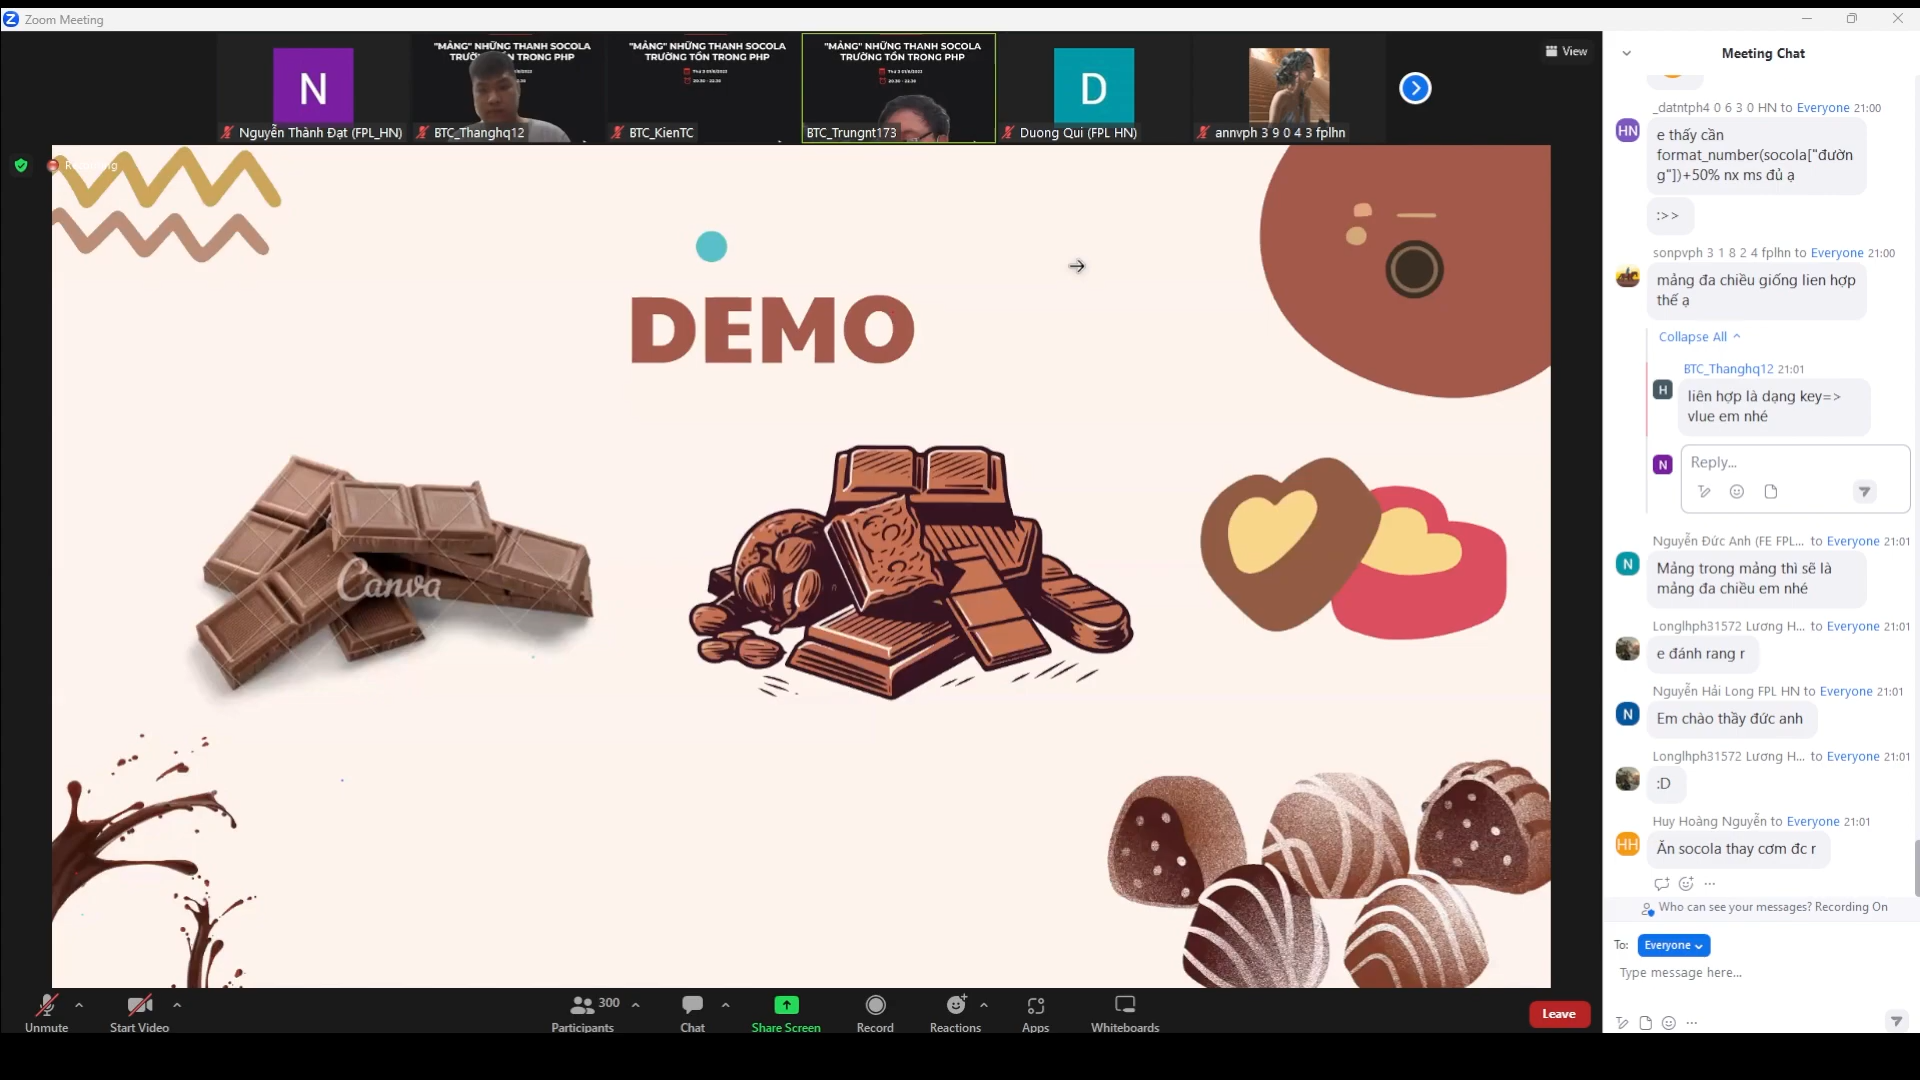 Zoom Meeting
"MẢNG" NHỮNG THANH SOCOLA
TRƯỜNG TỒN TRONG PHP
"MẢNG" NHỮNG THANH SOCOLA
TRƯỜNG TỒN TRONG PHP
"MẢNG" NHỮNG THANH SOCOLA
TRƯỜNG TỒN TRONG PHP
N
D
View
Nguyễn Thành Đạt (FPL_HN)
BTC_Thanghq12
BTC_KienTC
BTC_Trungnt173
Duong Qui (FPL HN)
annvph 3 9 0 4 3 fplhn
Recording
DEMO
Canva
Meeting Chat
_datntph4 0 6 3 0 HN to Everyone 21:00
HN
e thấy cần
format_number(socola["đườn
g"])+50% nx ms đủ ạ
:>>
sonpvph 3 1 8 2 4 fplhn to Everyone 21:00
mảng đa chiều giống lien hợp
thế ạ
Collapse All
BTC_Thanghq12 21:01
H
liên hợp là dạng key=>
vlue em nhé
N
Reply...
Nguyễn Đức Anh (FE FPL... to Everyone 21:01
N
Mảng trong mảng thì sẽ là
mảng đa chiều em nhé
Longlhph31572 Lương H... to Everyone 21:01
e đánh rang r
Nguyễn Hải Long FPL HN to Everyone 21:01
N
Em chào thầy đức anh
Longlhph31572 Lương H... to Everyone 21:01
:D
Huy Hoàng Nguyễn to Everyone 21:01
HH
Ăn socola thay cơm đc r
Who can see your messages? Recording On
To: Everyone
Type message here...
Unmute
Start Video
300
Participants
Chat
Share Screen
Record
Reactions
Apps
Whiteboards
Leave